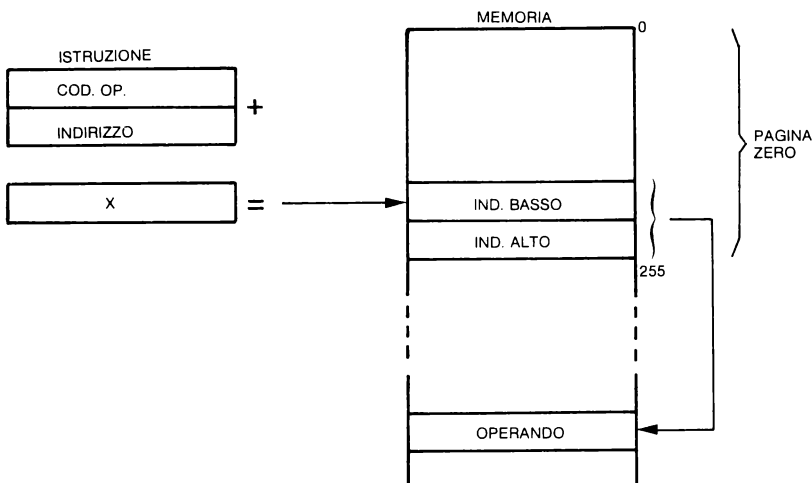 MEMORIA
0
ISTRUZIONE
COD. OP.
+
INDIRIZZO
PAGINA
ZERO
X
=
IND. BASSO
IND. ALTO
255
OPERANDO